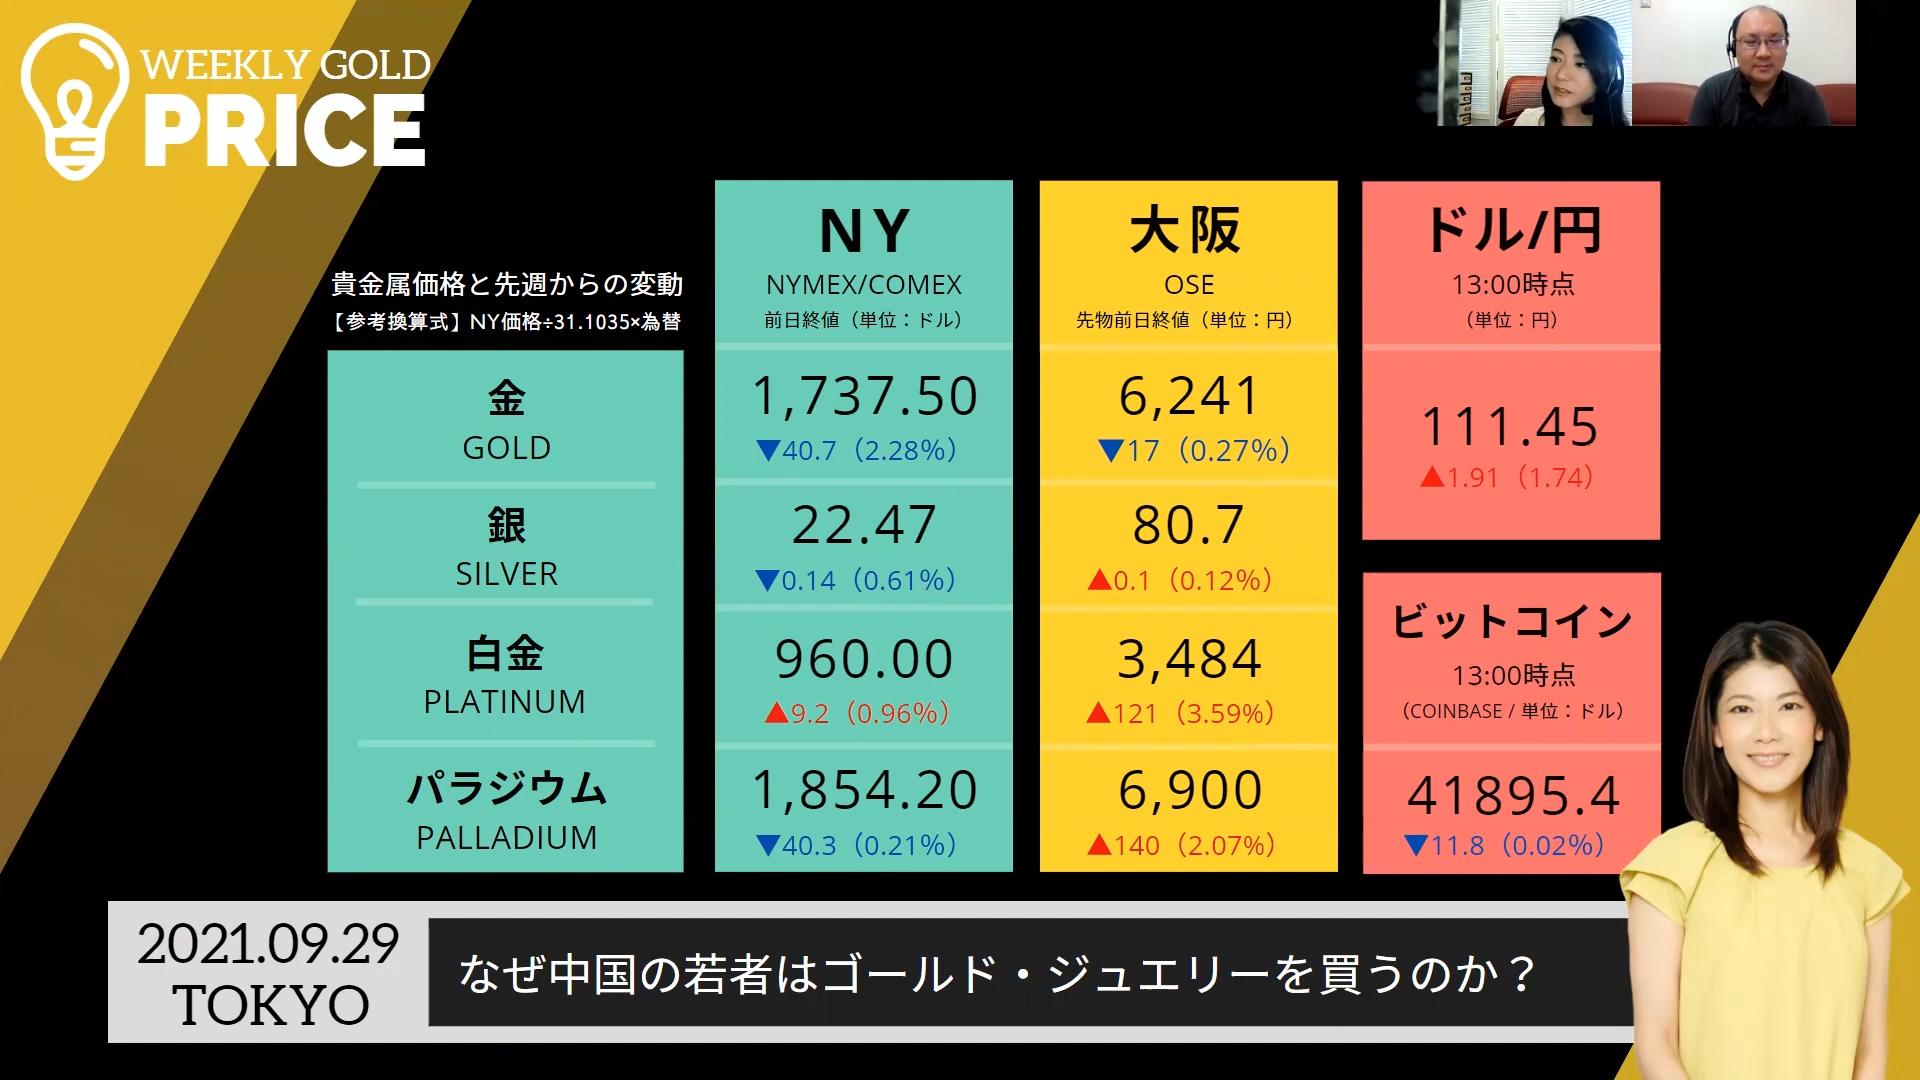 WEEKLY GOLD
PRICE
貴金属価格と先週からの変動
【参考換算式】NY価格÷31.1035×為替
金
GOLD
銀
SILVER
白金
PLATINUM
パラジウム
PALLADIUM
NY
NYMEX/COMEX
前日終値（単位：ドル）
1,737.50
▼40.7（2.28%）
22.47
▼0.14（0.61%）
960.00
▲9.2（0.96%）
1,854.20
▼40.3（0.21%）
大阪
OSE
先物前日終値（単位：円）
6,241
▼17（0.27%）
80.7
▲0.1（0.12%）
3,484
▲121（3.59%）
6,900
▲140（2.07%）
ドル/円
13:00時点
（単位：円）
111.45
▲1.91（1.74）
ビットコイン
13:00時点
（COINBASE / 単位：ドル）
41895.4
▼11.8（0.02%）
2021.09.29
TOKYO
なぜ中国の若者はゴールド・ジュエリーを買うのか？